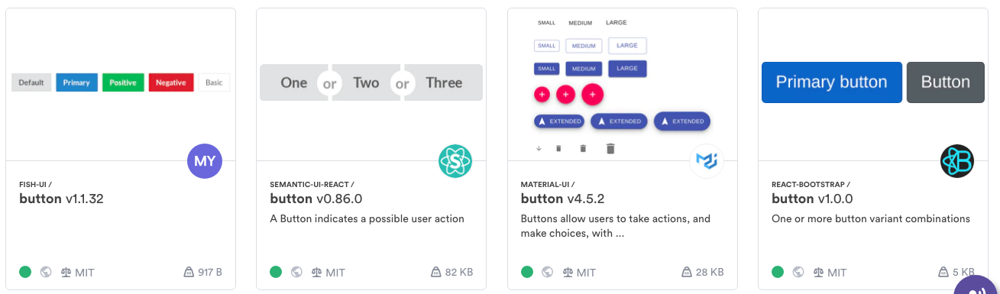 Default Primary Positive Negative Basic
MY
FISH-UI /
button v1.1.32
MIT 917 B
One or Two or Three
S
SEMANTIC-UI-REACT /
button v0.86.0
A Button indicates a possible user action
MIT 82 KB
SMALL MEDIUM LARGE
SMALL MEDIUM LARGE
SMALL MEDIUM LARGE
+ + +
EXTENDED EXTENDED EXTENDED
MATERIAL-UI /
button v4.5.2
Buttons allow users to take actions, and
make choices, with ...
MIT 28 KB
Primary button Button
B
REACT-BOOTSTRAP /
button v1.0.0
One or more button variant combinations
MIT 5 KB